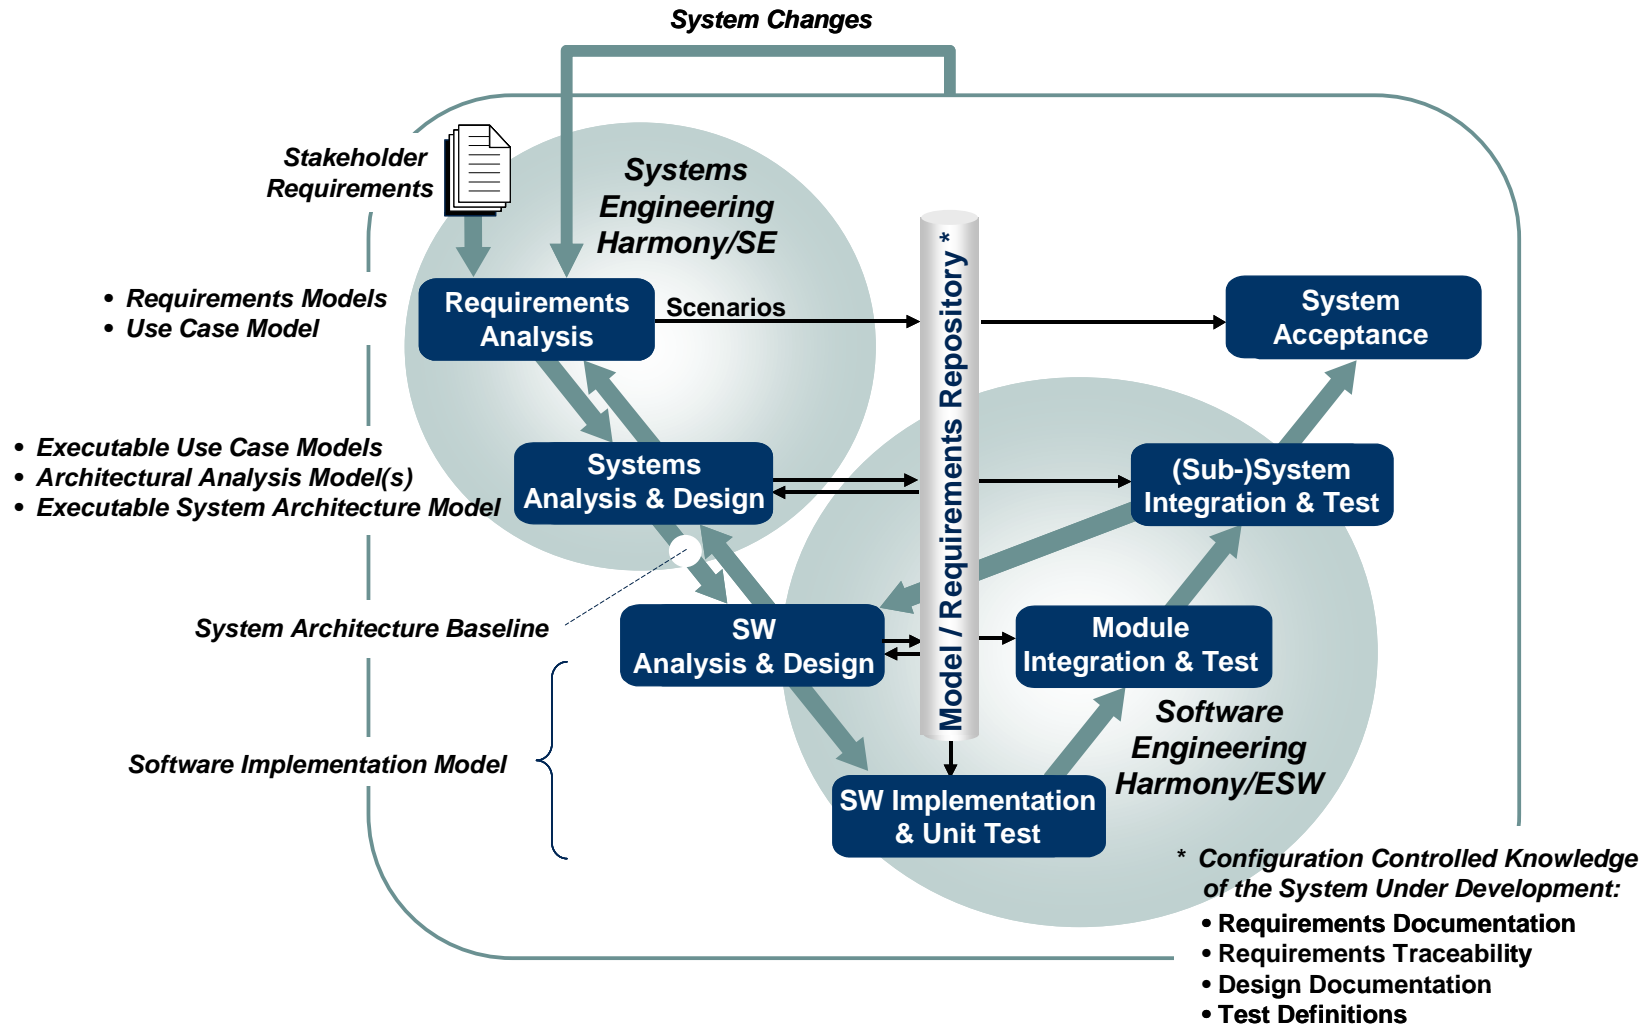 System Changes
Stakeholder
Requirements
Systems
Engineering
Harmony/SE
• Requirements Models
• Use Case Model
Requirements
Analysis
Scenarios
Model / Requirements Repository *
System
Acceptance
• Executable Use Case Models
• Architectural Analysis Model(s)
• Executable System Architecture Model
Systems
Analysis & Design
(Sub-)System
Integration & Test
System Architecture Baseline
SW
Analysis & Design
Module
Integration & Test
Software Implementation Model
Software
Engineering
Harmony/ESW
SW Implementation
& Unit Test
* Configuration Controlled Knowledge
of the System Under Development:
• Requirements Documentation
• Requirements Traceability
• Design Documentation
• Test Definitions